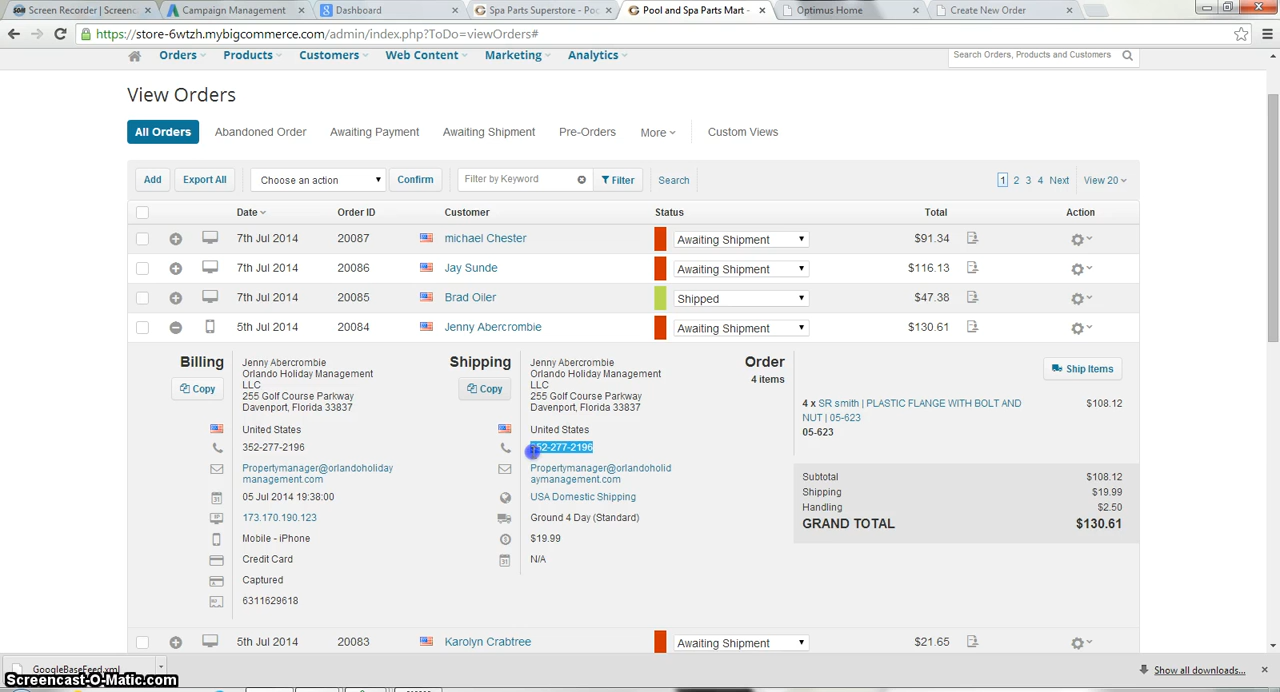 Screen Recorder | Screenc
Campaign Management
Dashboard
Spa Parts Superstore - Poo
Pool and Spa Parts Mart -
Optimus Home
Create New Order
https://store-6wtzh.mybigcommerce.com/admin/index.php?ToDo=viewOrders#
Orders Products Customers Web Content Marketing Analytics
Search Orders, Products and Customers
View Orders
All Orders Abandoned Order Awaiting Payment Awaiting Shipment Pre-Orders More Custom Views
Add Export All Choose an action Confirm Filter by Keyword Filter Search 1 2 3 4 Next View 20
Date Order ID Customer Status Total Action
7th Jul 2014 20087 michael Chester Awaiting Shipment $91.34
7th Jul 2014 20086 Jay Sunde Awaiting Shipment $116.13
7th Jul 2014 20085 Brad Oiler Shipped $47.38
5th Jul 2014 20084 Jenny Abercrombie Awaiting Shipment $130.61
Billing
Copy
Jenny Abercrombie
Orlando Holiday Management
LLC
255 Golf Course Parkway
Davenport, Florida 33837
United States
352-277-2196
Propertymanager@orlandoholiday
management.com
31
05 Jul 2014 19:38:00
IP
173.170.190.123
Mobile - iPhone
Credit Card
Captured
6311629618
Shipping
Copy
Jenny Abercrombie
Orlando Holiday Management
LLC
255 Golf Course Parkway
Davenport, Florida 33837
United States
352-277-2196
Propertymanager@orlandoholid
aymanagement.com
USA Domestic Shipping
Ground 4 Day (Standard)
$19.99
31
N/A
Order
4 items
Ship Items
4 x SR smith | PLASTIC FLANGE WITH BOLT AND $108.12
NUT | 05-623
05-623
Subtotal $108.12
Shipping $19.99
Handling $2.50
GRAND TOTAL $130.61
5th Jul 2014 20083 Karolyn Crabtree Awaiting Shipment $21.65
GoogleBaseFeed.xml
Show all downloads...
Screencast-O-Matic.com